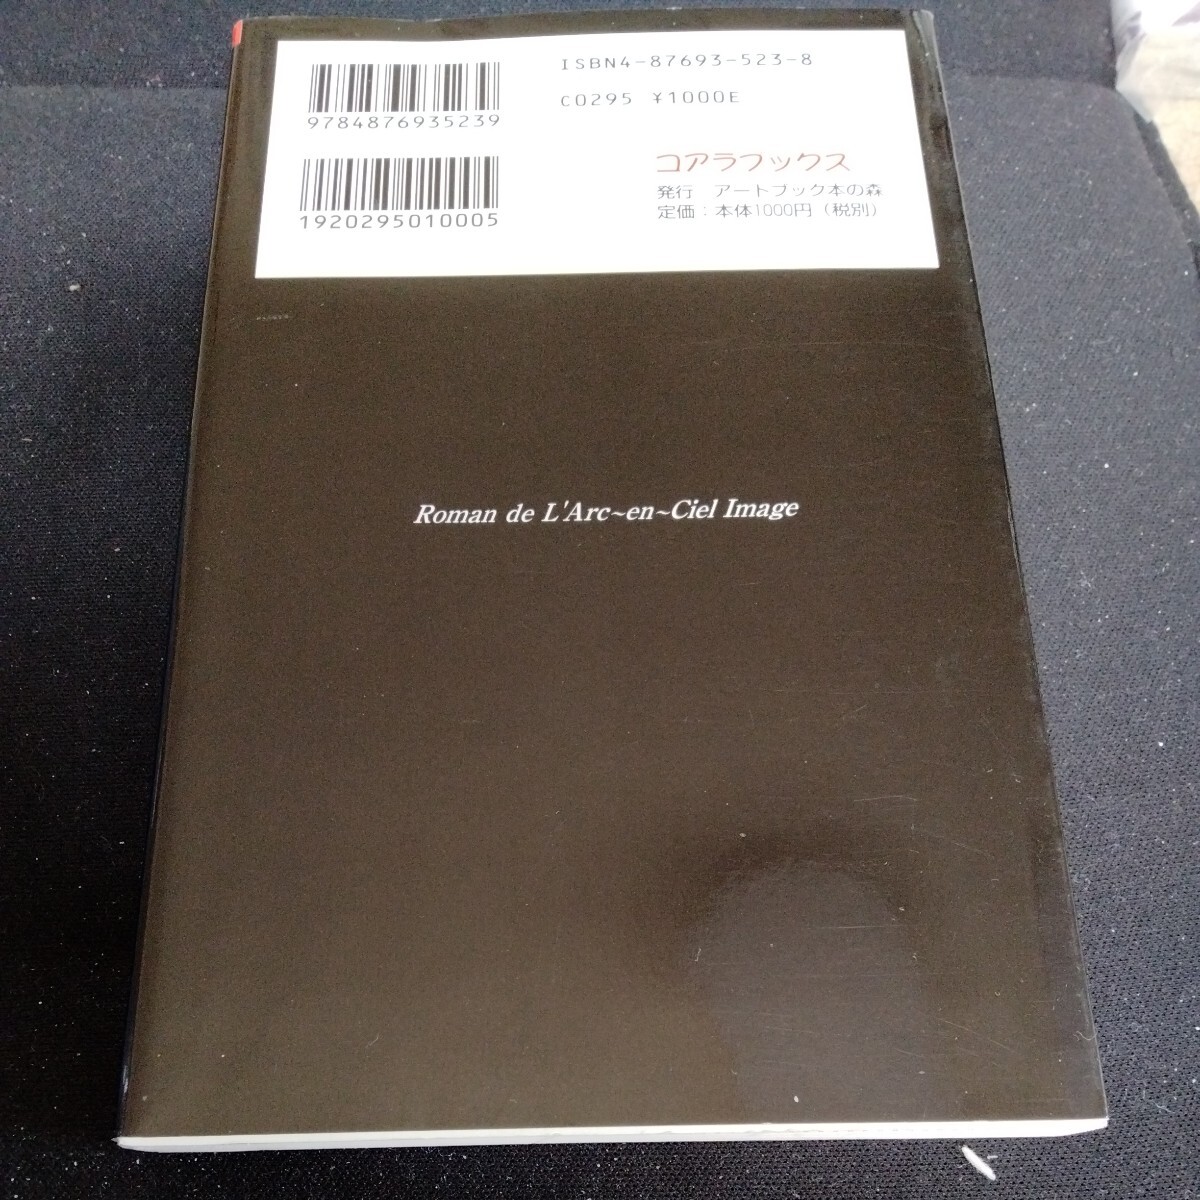 ISBN4-87693-523-8
C0295 ¥1000E
9784876935239
1920295010005
コアラブックス
発行　アートブック本の森
定価：本体1000円（税別）
Roman de L'Arc~en~Ciel Image